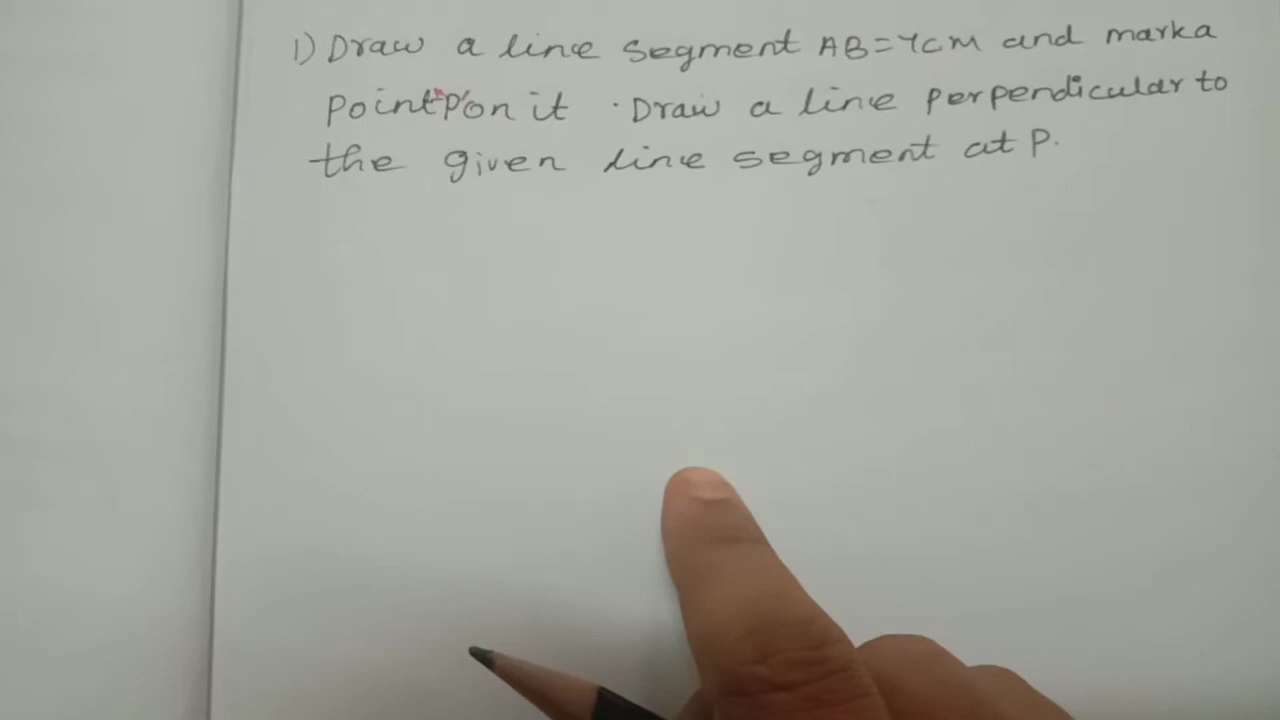 1) Draw a line segment AB=7cm and mark a
point "P" on it . Draw a line perpendicular to
the given line segment at P.